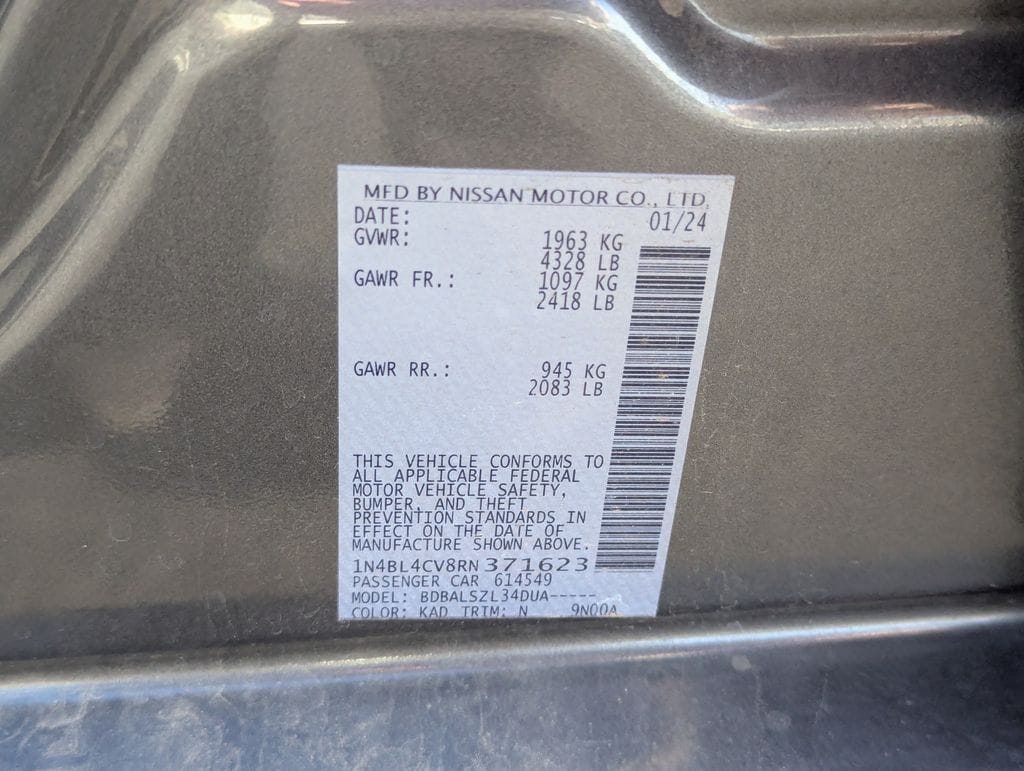 MFD BY NISSAN MOTOR CO., LTD.
DATE: 01/24
GVWR: 1963 KG
4328 LB
GAWR FR.: 1097 KG
2418 LB
GAWR RR.: 945 KG
2083 LB
THIS VEHICLE CONFORMS TO
ALL APPLICABLE FEDERAL
MOTOR VEHICLE SAFETY,
BUMPER, AND THEFT
PREVENTION STANDARDS IN
EFFECT ON THE DATE OF
MANUFACTURE SHOWN ABOVE.
1N4BL4CV8RN371623
PASSENGER CAR 614549
MODEL: BDBALSZL34DUA-----
COLOR: KAD TRIM: N 9N00A